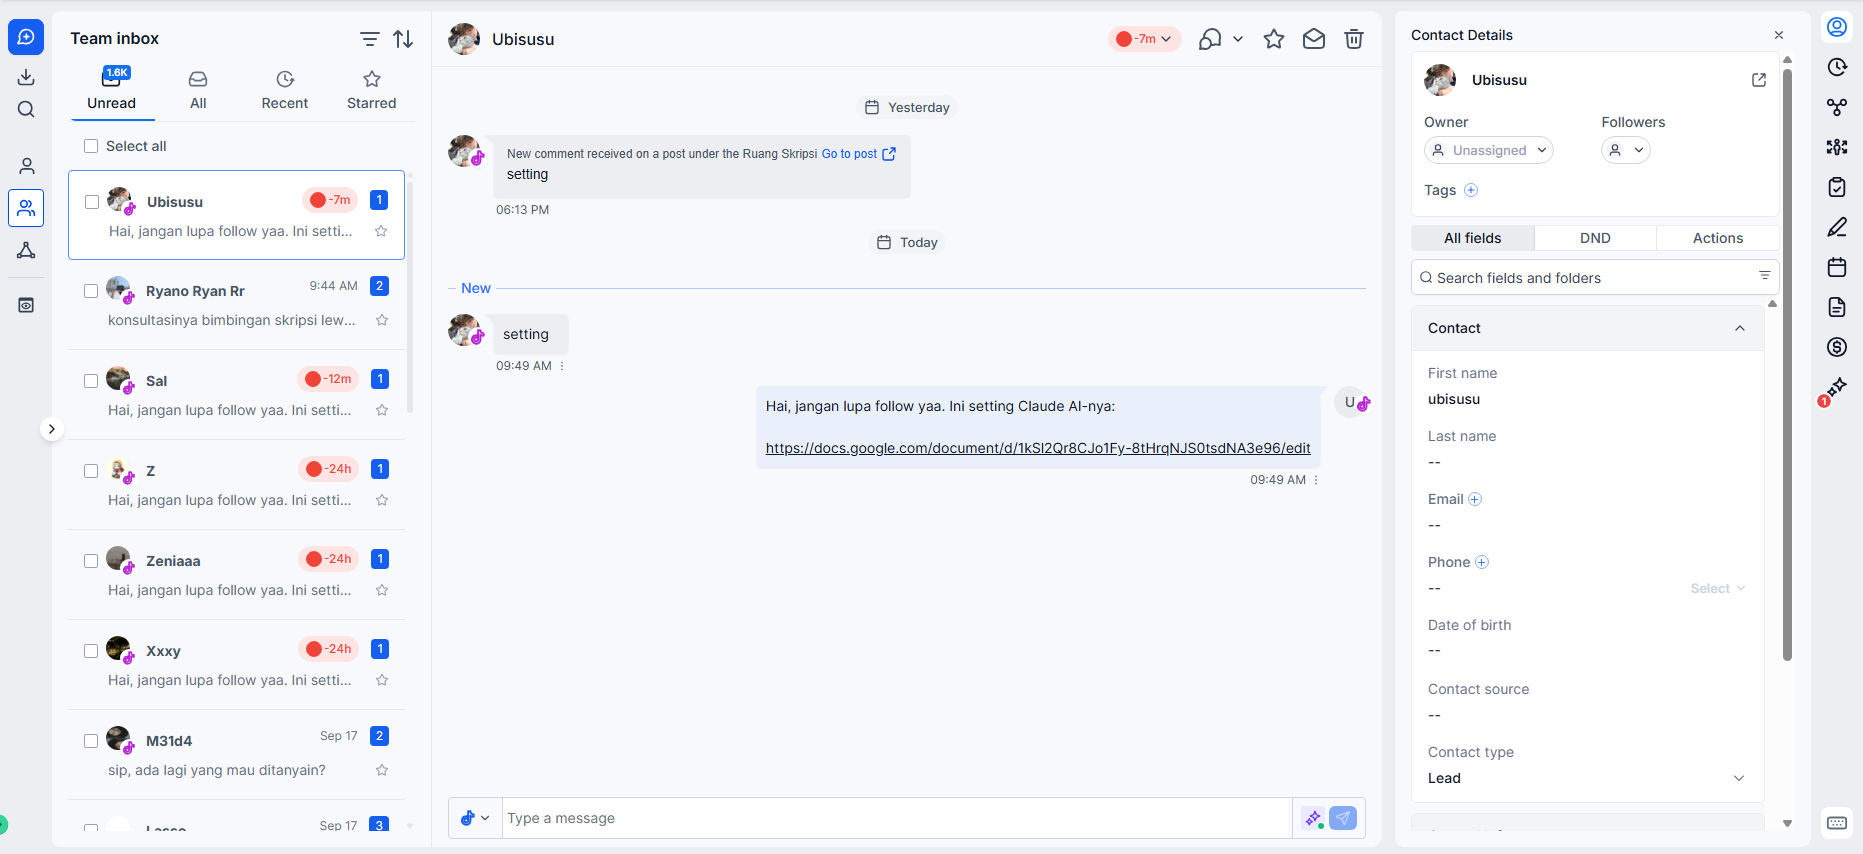 Team inbox
1.6K
Unread
All
Recent
Starred
Select all
Ubisusu
-7m
1
Hai, jangan lupa follow yaa. Ini setti...
Ryano Ryan Rr
9:44 AM
2
konsultasinya bimbingan skripsi lew...
Sal
-12m
1
Hai, jangan lupa follow yaa. Ini setti...
Z
-24h
1
Hai, jangan lupa follow yaa. Ini setti...
Zeniaaa
-24h
1
Hai, jangan lupa follow yaa. Ini setti...
Xxxy
-24h
1
Hai, jangan lupa follow yaa. Ini setti...
M31d4
Sep 17
2
sip, ada lagi yang mau ditanyain?
Lasso
Sep 17
3
Ubisusu
-7m
Yesterday
New comment received on a post under the Ruang Skripsi Go to post
setting
06:13 PM
Today
New
setting
09:49 AM
Hai, jangan lupa follow yaa. Ini setting Claude AI-nya:
https://docs.google.com/document/d/1kSI2Qr8CJo1Fy-8tHrqNJS0tsdNA3e96/edit
U
09:49 AM
Type a message
Contact Details
Ubisusu
Owner
Followers
Unassigned
Tags
All fields
DND
Actions
Search fields and folders
Contact
First name
ubisusu
Last name
--
Email
--
Phone
--
Select
Date of birth
--
Contact source
--
Contact type
Lead
1